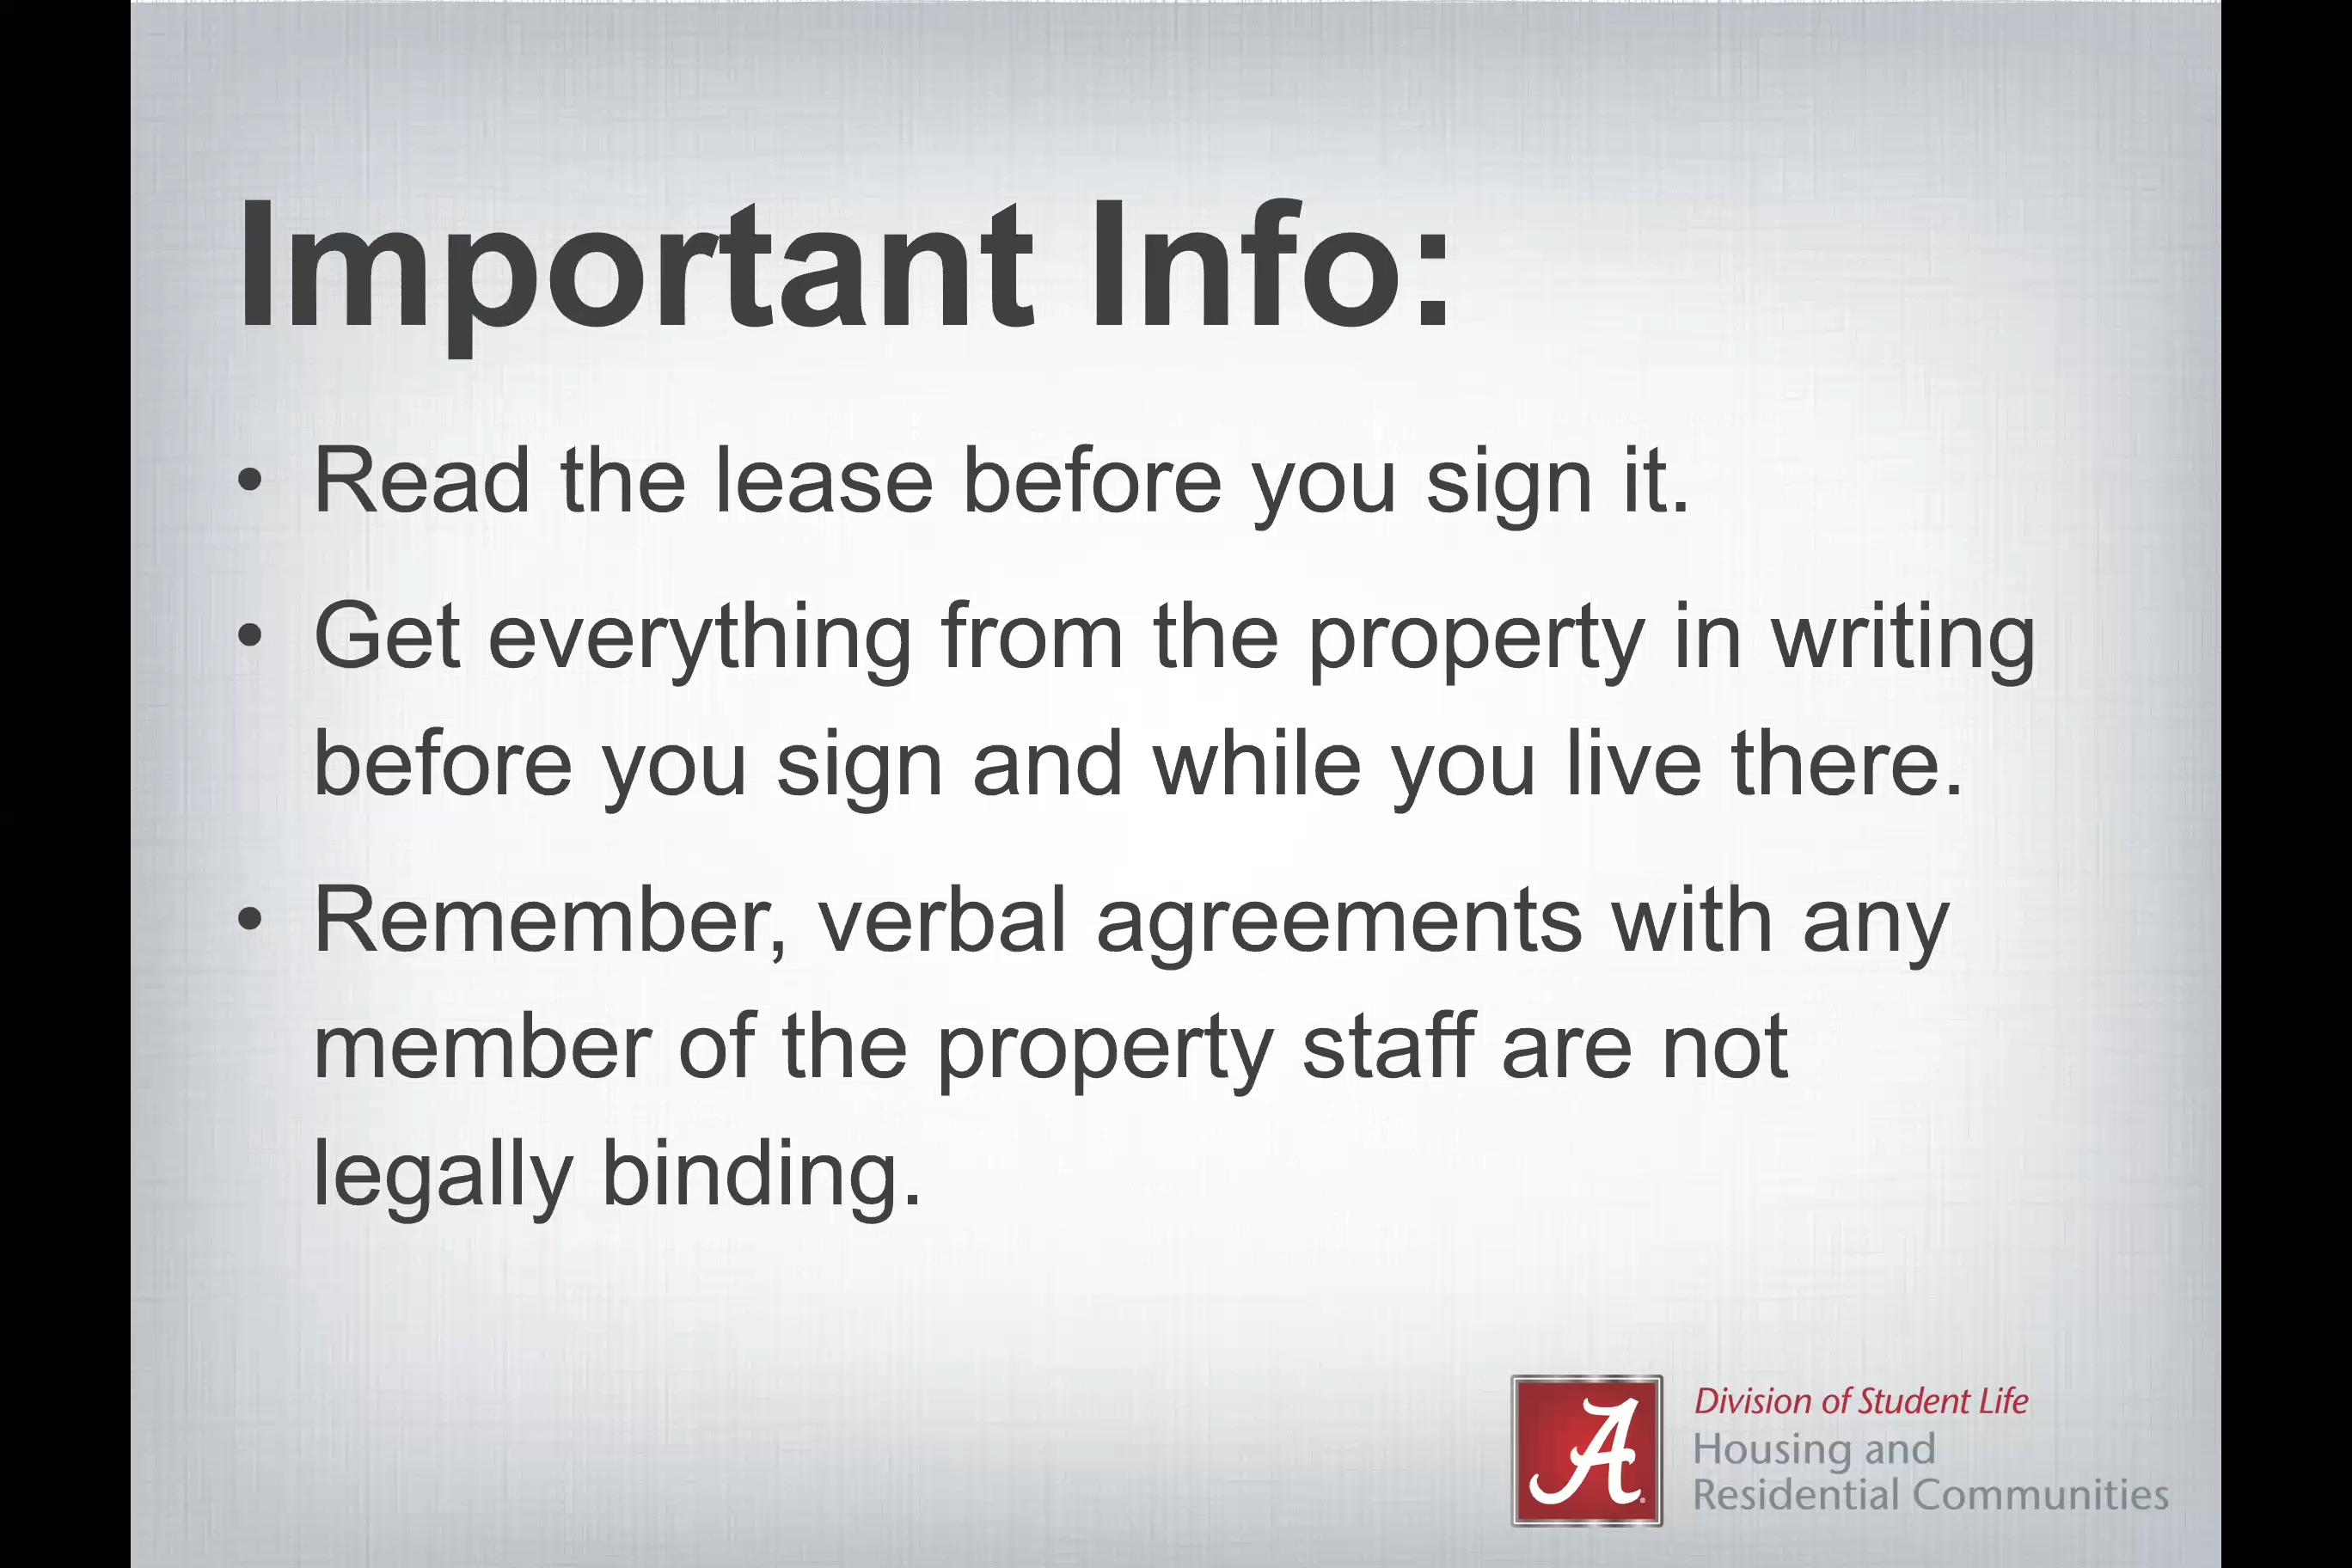 Important Info:
• Read the lease before you sign it.
• Get everything from the property in writing
before you sign and while you live there.
• Remember, verbal agreements with any
member of the property staff are not
legally binding.
A
Division of Student Life
Housing and
Residential Communities